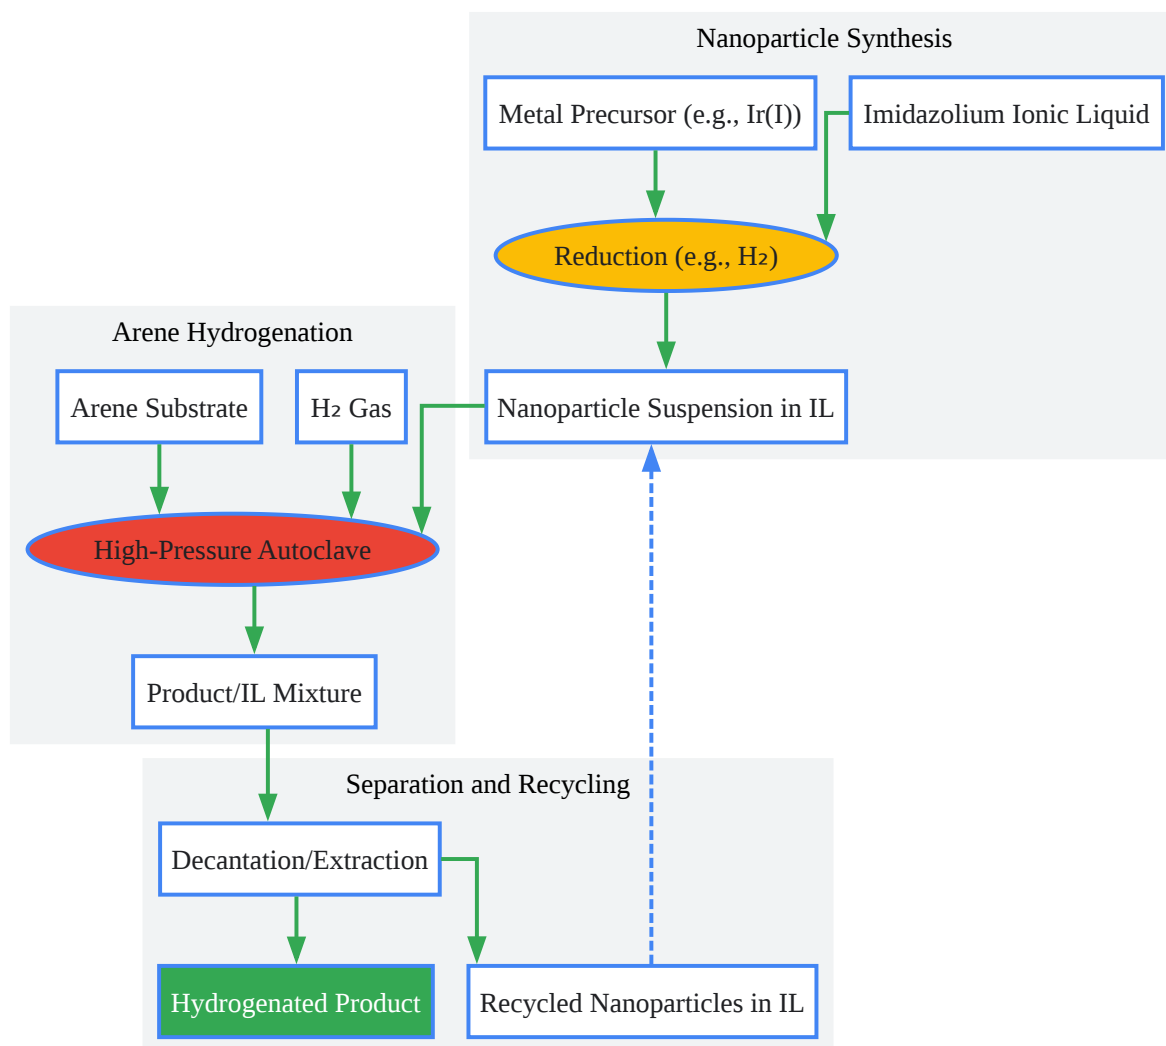 Nanoparticle Synthesis
Metal Precursor (e.g., Ir(I))
Imidazolium Ionic Liquid
Reduction (e.g., H₂)
Nanoparticle Suspension in IL
Arene Hydrogenation
Arene Substrate
H₂ Gas
High-Pressure Autoclave
Product/IL Mixture
Separation and Recycling
Decantation/Extraction
Hydrogenated Product
Recycled Nanoparticles in IL